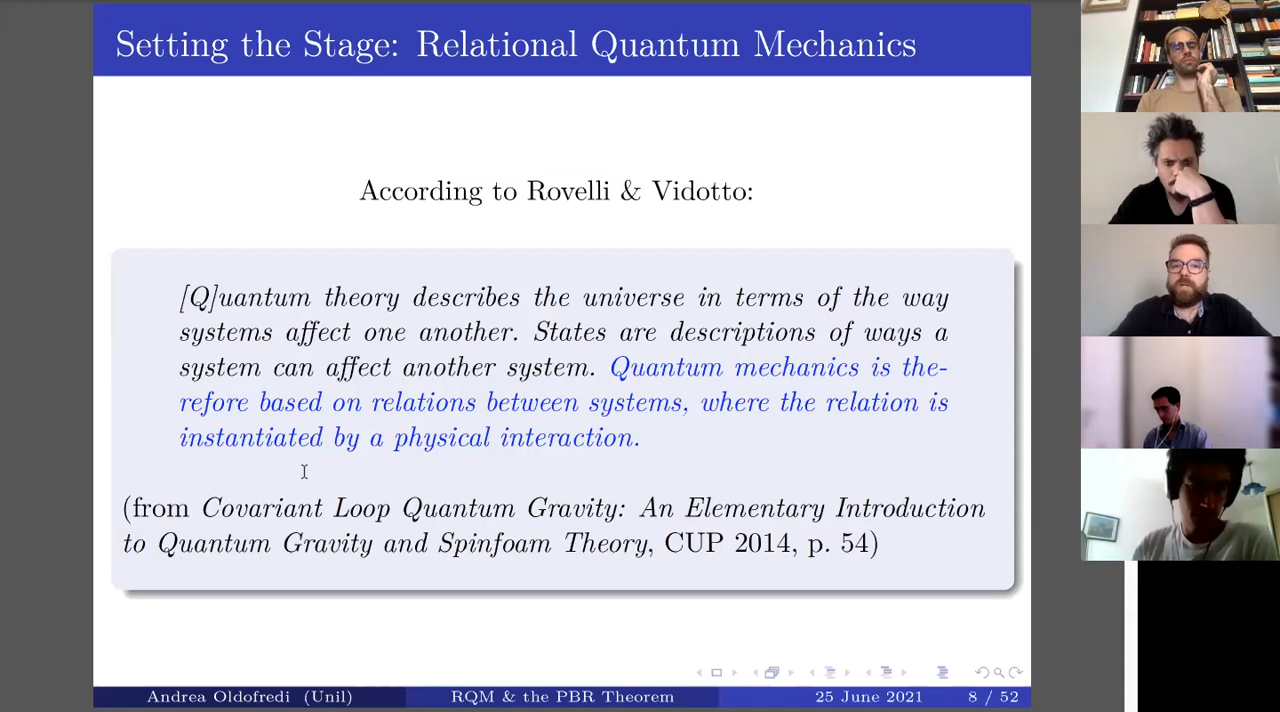 Setting the Stage: Relational Quantum Mechanics
According to Rovelli & Vidotto:
[Q]uantum theory describes the universe in terms of the way
systems affect one another. States are descriptions of ways a
system can affect another system. Quantum mechanics is the-
refore based on relations between systems, where the relation is
instantiated by a physical interaction.
(from Covariant Loop Quantum Gravity: An Elementary Introduction
to Quantum Gravity and Spinfoam Theory, CUP 2014, p. 54)
Andrea Oldofredi (Unil) RQM & the PBR Theorem 25 June 2021 8 / 52